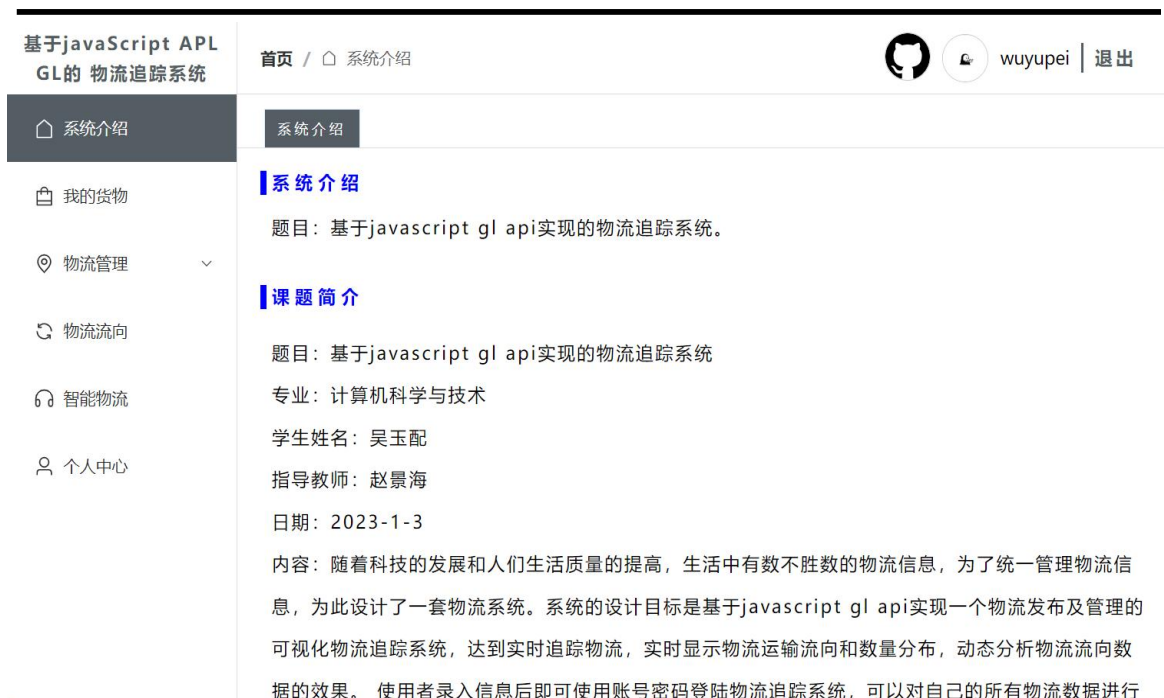 基于javaScript APL
GL的 物流追踪系统
首页 / 系统介绍
wuyupei
退出
系统介绍
我的货物
物流管理
物流流向
智能物流
个人中心
系统介绍
系统介绍
题目：基于javascript gl api实现的物流追踪系统。
课题简介
题目：基于javascript gl api实现的物流追踪系统
专业：计算机科学与技术
学生姓名：吴玉配
指导教师：赵景海
日期：2023-1-3
内容：随着科技的发展和人们生活质量的提高，生活中有数不胜数的物流信息，为了统一管理物流信
息，为此设计了一套物流系统。系统的设计目标是基于javascript gl api实现一个物流发布及管理的
可视化物流追踪系统，达到实时追踪物流，实时显示物流运输流向和数量分布，动态分析物流流向数
据的效果。 使用者录入信息后即可使用账号密码登陆物流追踪系统，可以对自己的所有物流数据进行